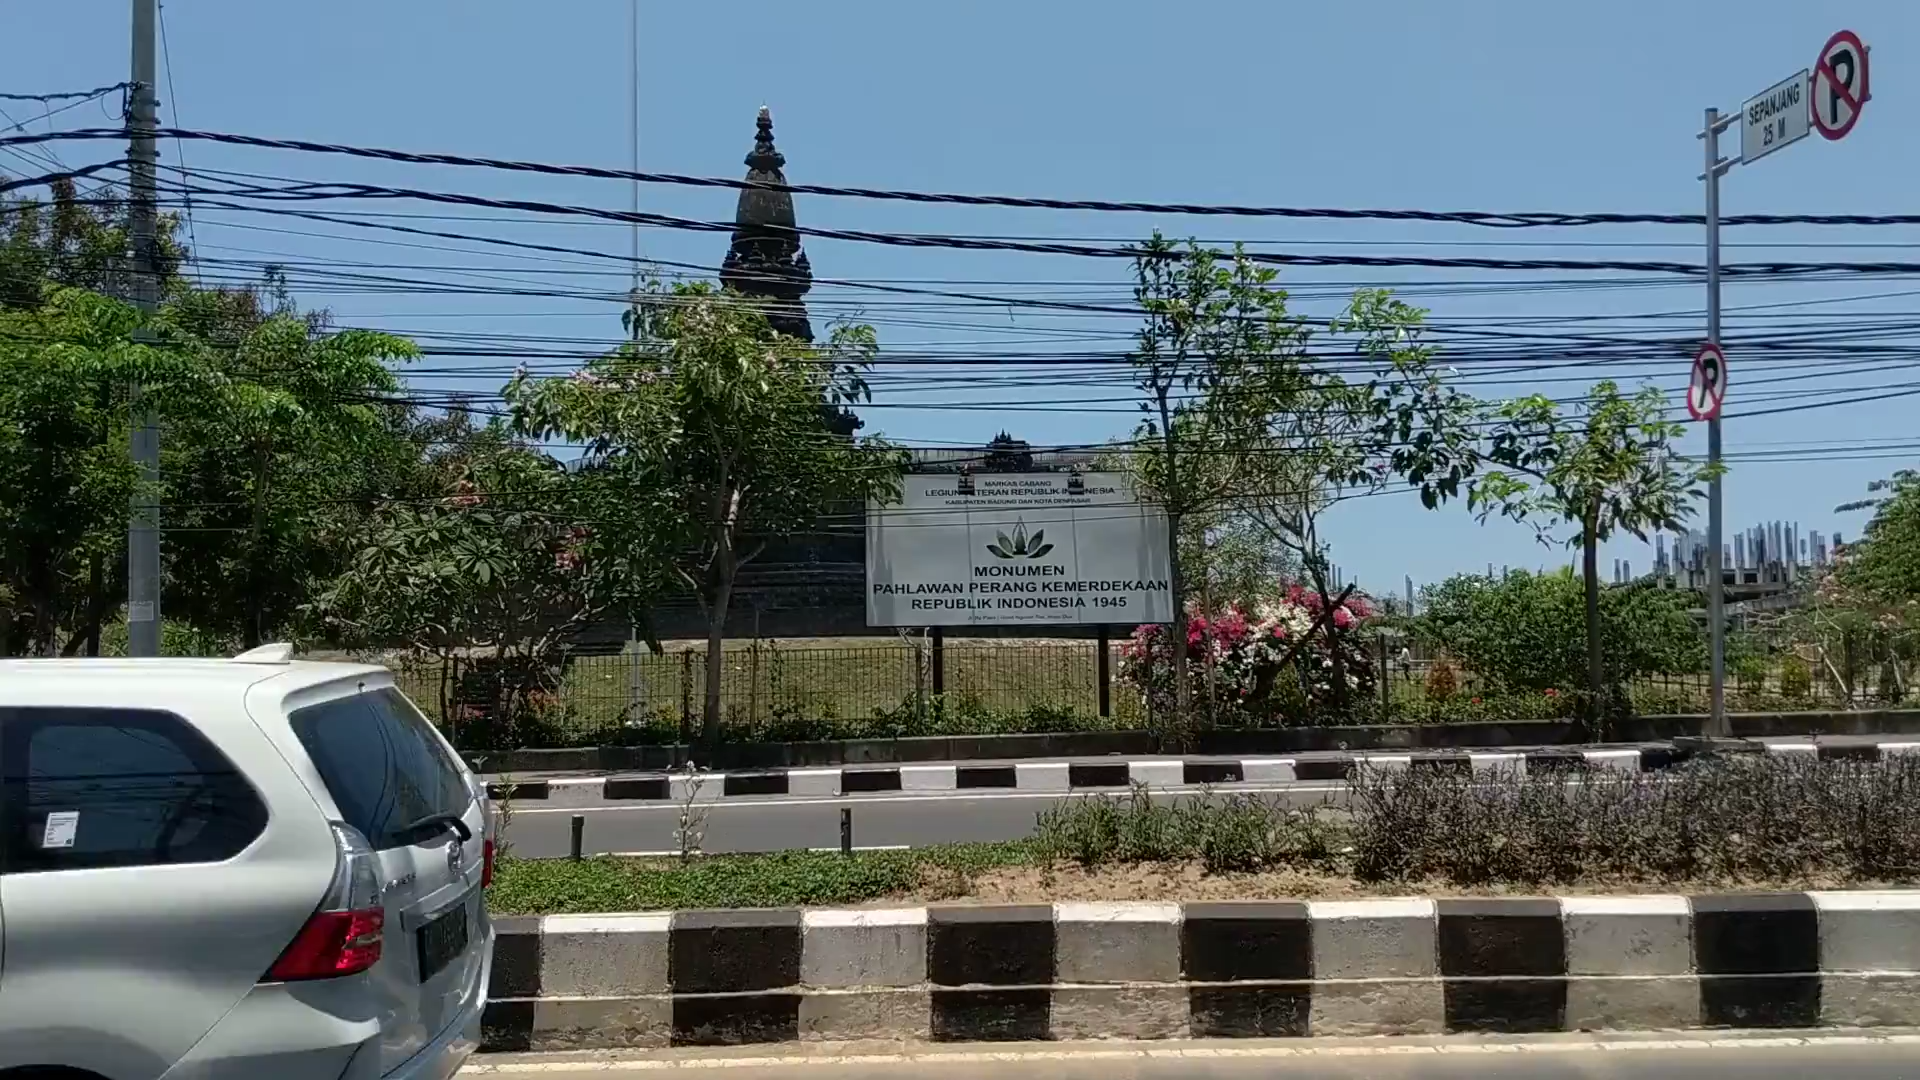 SEPANJANG
25 M
P
P
MARKAS CABANG
LEGIUN VETERAN REPUBLIK INDONESIA
KABUPATEN BADUNG DAN KOTA DENPASAR
MONUMEN
PAHLAWAN PERANG KEMERDEKAAN
REPUBLIK INDONESIA 1945